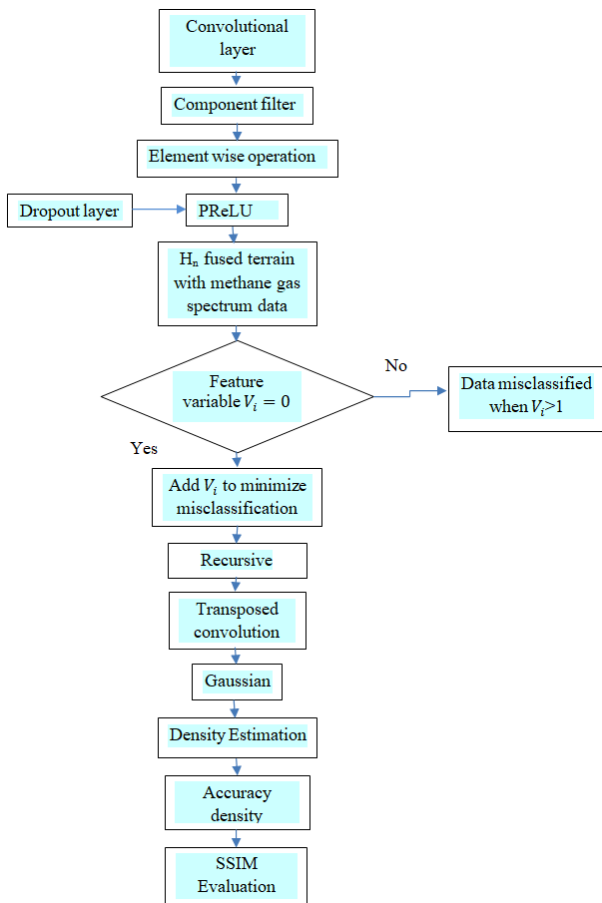 Convolutional
layer
Component filter
Element wise operation
Dropout layer
PReLU
Hₙ fused terrain
with methane gas
spectrum data
Feature
variable Vᵢ = 0
No
Data misclassified
when Vᵢ>1
Yes
Add Vᵢ to minimize
misclassification
Recursive
Transposed
convolution
Gaussian
Density Estimation
Accuracy
density
SSIM
Evaluation